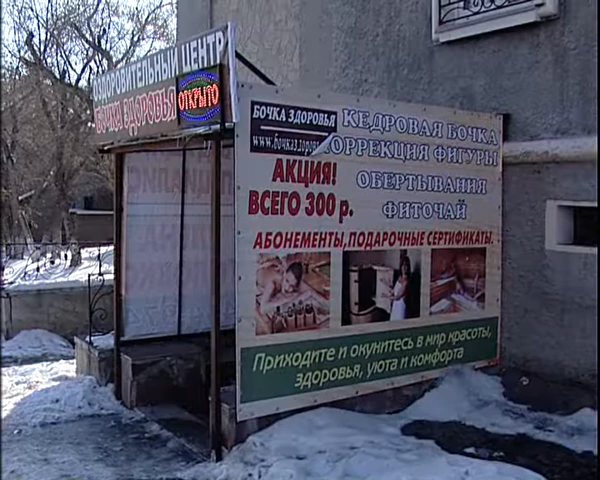 ОЗДОРОВИТЕЛЬНЫЙ ЦЕНТР
БОЧКА ЗДОРОВЬЯ
ОТКРЫТО
БОЧКА ЗДОРОВЬЯ
КЕДРОВАЯ БОЧКА
КОРРЕКЦИЯ ФИГУРЫ
АКЦИЯ!
ОБЕРТЫВАНИЯ
ВСЕГО 300 р.
ФИТОЧАЙ
АБОНЕМЕНТЫ, ПОДАРОЧНЫЕ СЕРТИФИКАТЫ.
Приходите и окунитесь в мир красоты,
здоровья, уюта и комфорта